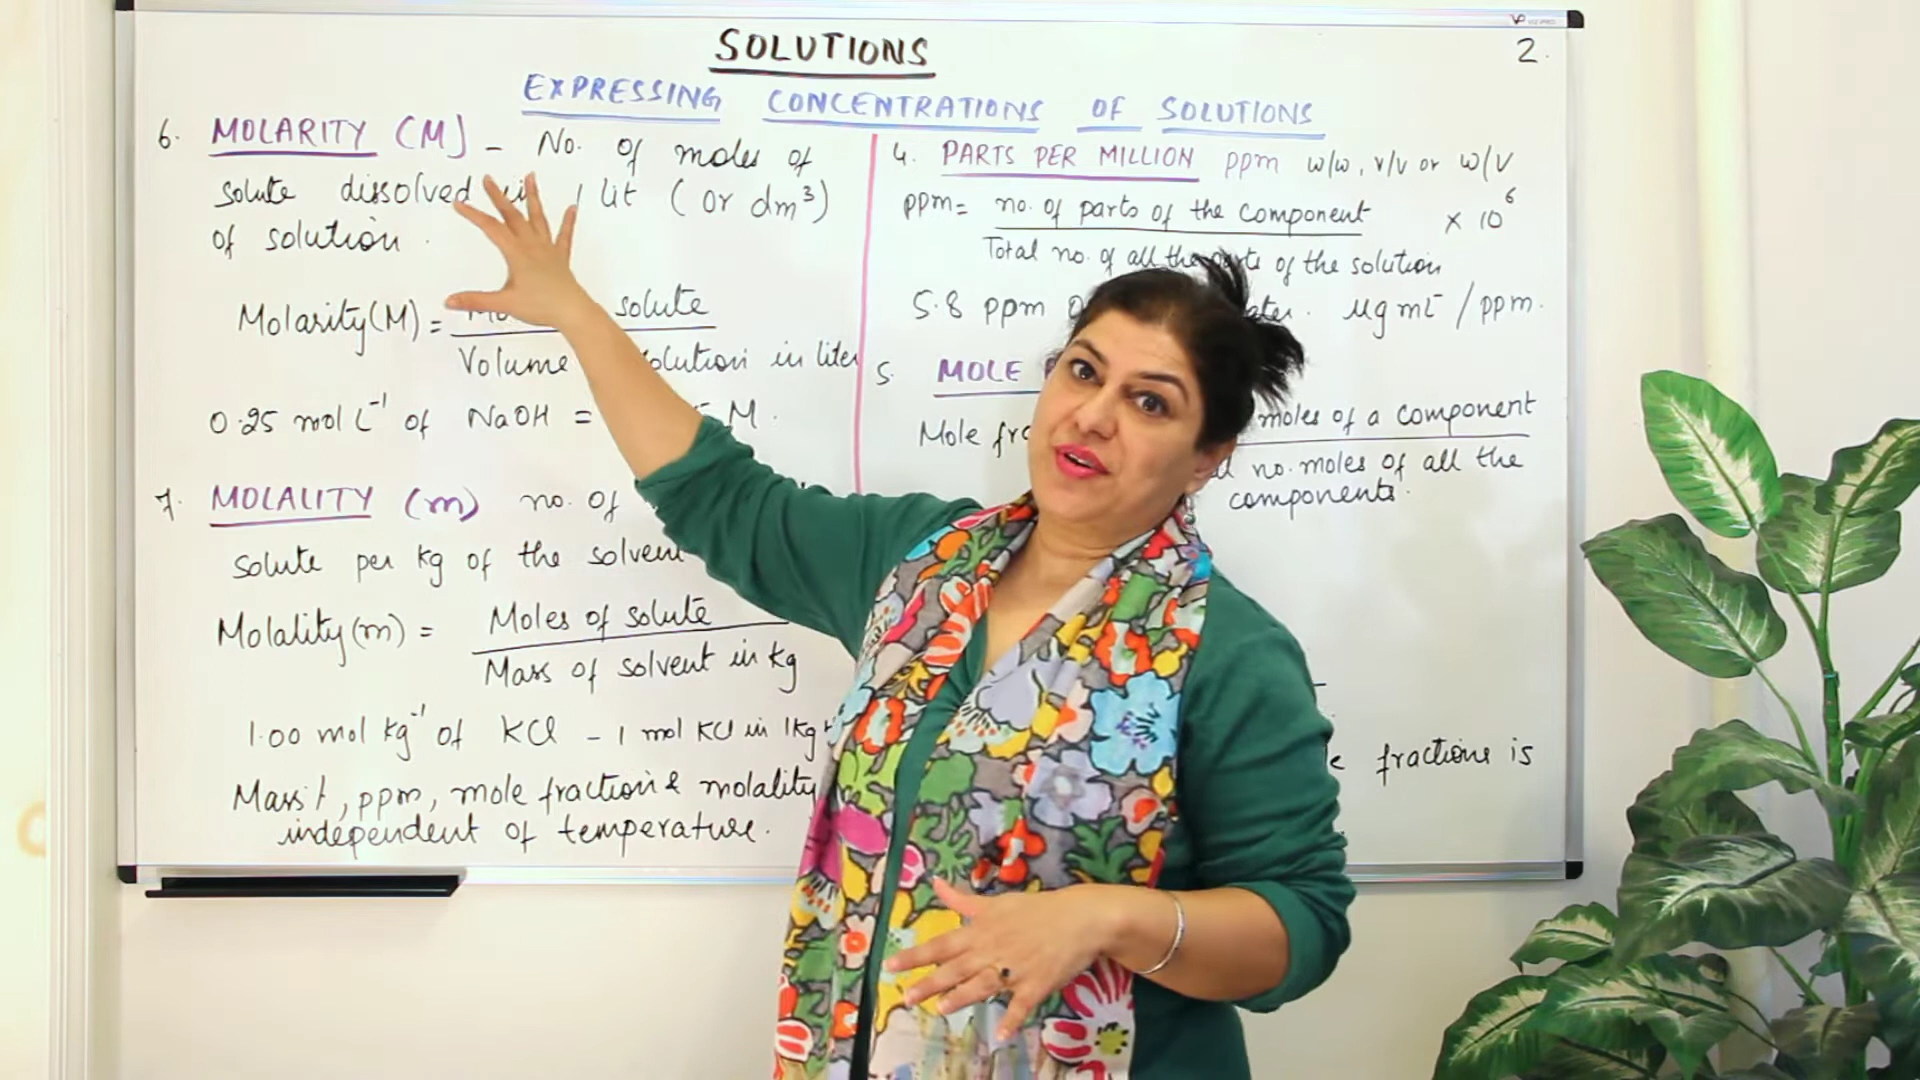 SOLUTIONS
2.
EXPRESSING CONCENTRATIONS OF SOLUTIONS
6. MOLARITY (M) - No. of moles of
solute dissolved in 1 lit (or dm³)
of solution.
Molarity(M) = solute
Volume solution in liter
0.25 mol L⁻¹ of NaOH = M.
7. MOLALITY (m) no. of
solute per kg of the solvent
Molality(m) = Moles of solute
Mass of solvent in kg
1.00 mol kg⁻¹ of KCl - 1 mol KCl in 1kg
Mass %, ppm, mole fraction & molality
independent of temperature.
4. PARTS PER MILLION ppm w/w, v/v or w/v
ppm = no. of parts of the component × 10⁶
Total no. of all the parts of the solution
5.8 ppm μg mL⁻ / ppm.
5. MOLE
Mole moles of a component
no. moles of all the
components.
fractions is